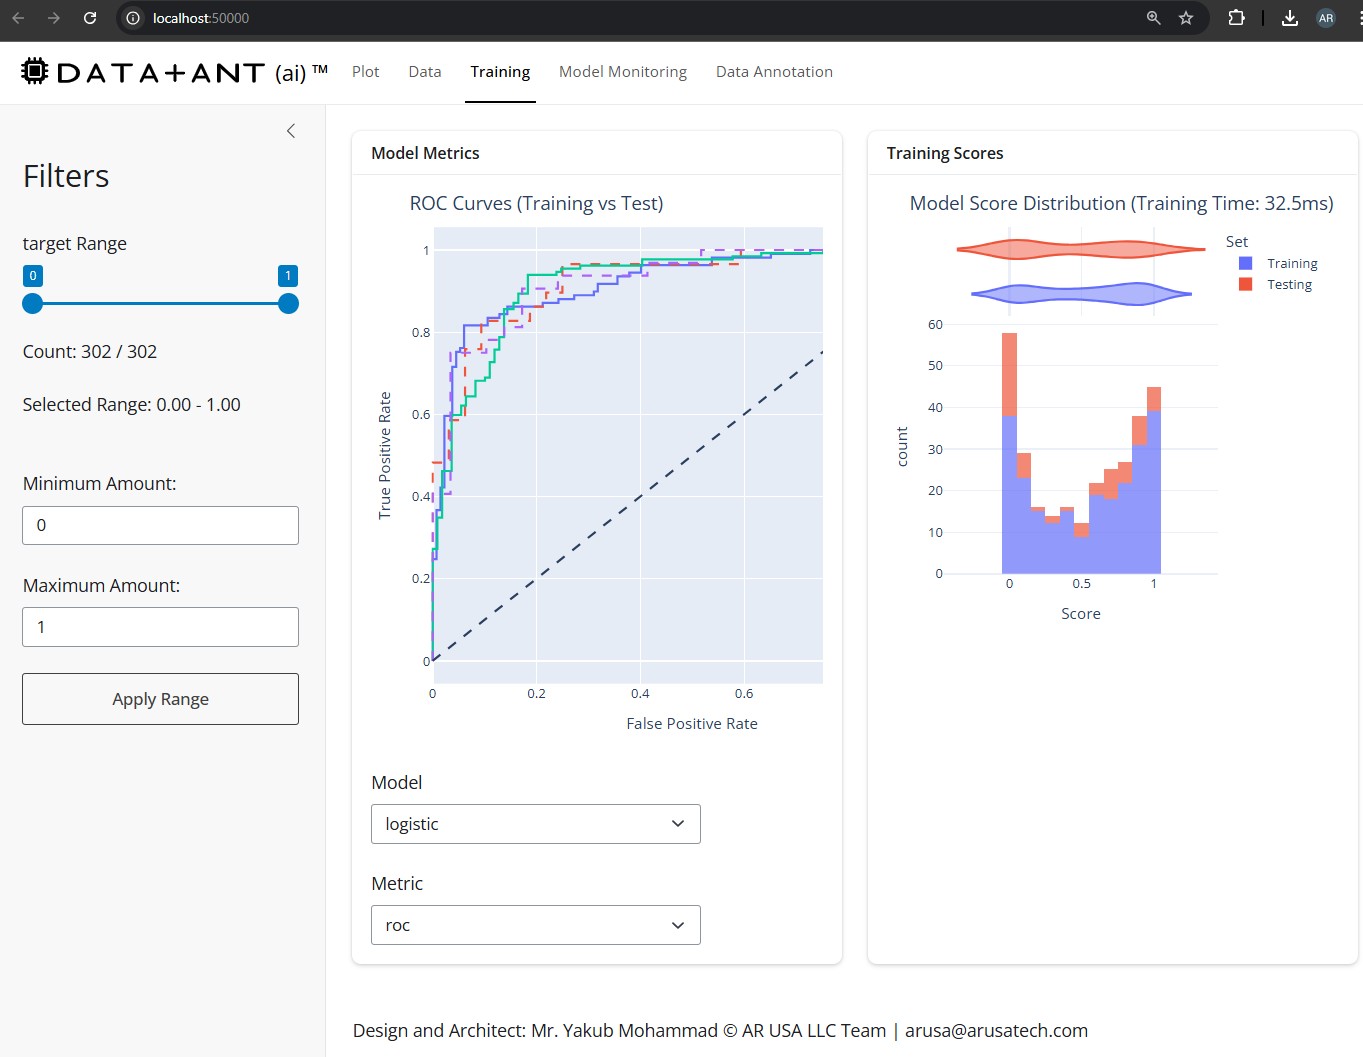 localhost:50000
AR
DATA+ANT (ai) ™
Plot
Data
Training
Model Monitoring
Data Annotation
Filters
target Range
0
1
Count: 302 / 302
Selected Range: 0.00 - 1.00
Minimum Amount:
0
Maximum Amount:
1
Apply Range
Model Metrics
ROC Curves (Training vs Test)
1
0.8
0.6
0.4
0.2
0
True Positive Rate
0
0.2
0.4
0.6
False Positive Rate
Model
logistic
Metric
roc
Training Scores
Model Score Distribution (Training Time: 32.5ms)
Set
Training
Testing
60
50
40
30
20
10
0
count
0
0.5
1
Score
Design and Architect: Mr. Yakub Mohammad © AR USA LLC Team | arusa@arusatech.com